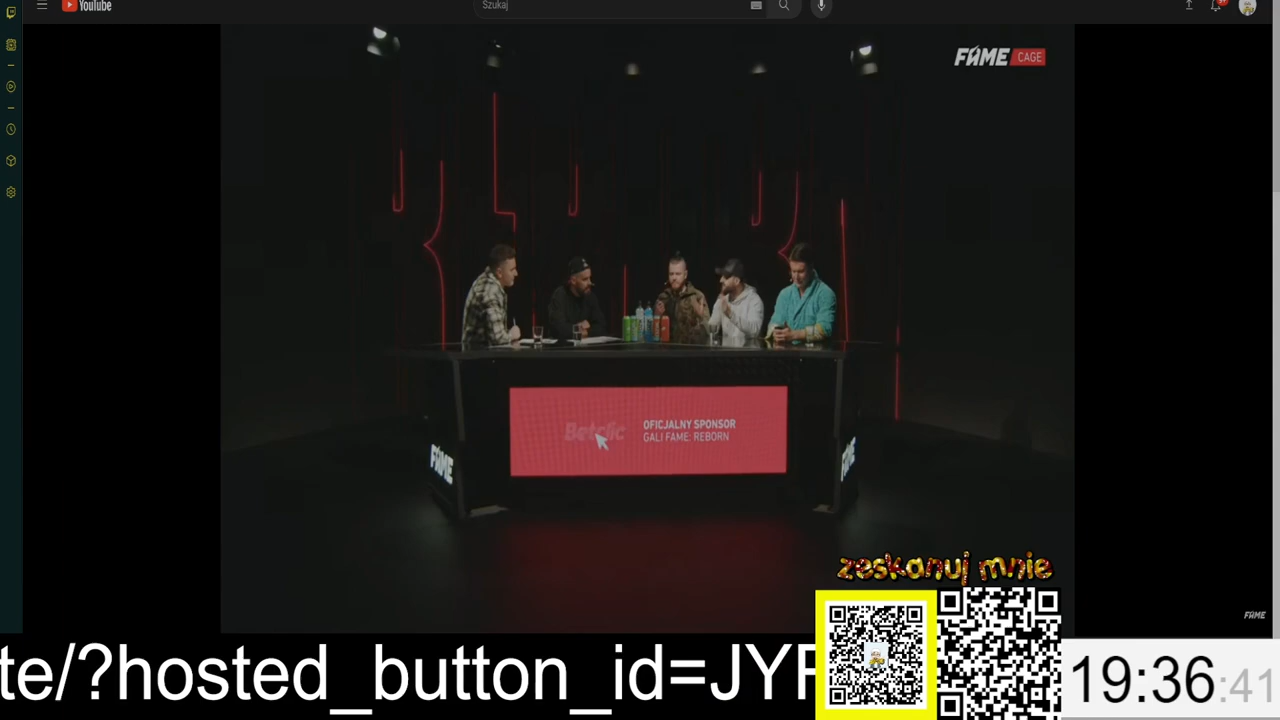 YouTube
Szukaj
FAME CAGE
Betclic
OFICJALNY SPONSOR
GALI FAME: REBORN
FAME
FAME
zeskanuj mnie
FAME
te/?hosted_button_id=JYF
19:36:41